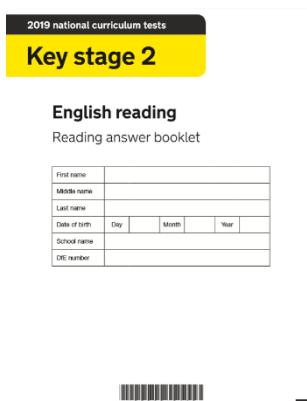 2019 national curriculum tests
Key stage 2
English reading
Reading answer booklet
First name
Middle name
Last name
Date of birth Day Month Year
School name
DfE number